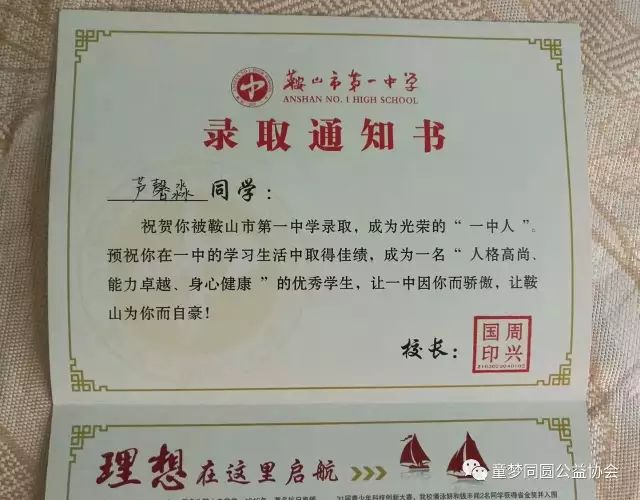 鞍山市第一中学
ANSHAN NO. 1 HIGH SCHOOL
录取通知书
芦馨淼 同学：
祝贺你被鞍山市第一中学录取，成为光荣的“一中人”。
预祝你在一中的学习生活中取得佳绩，成为一名“人格高尚、
能力卓越、身心健康”的优秀学生，让一中因你而骄傲，让鞍
山为你而自豪！
校长：
国周
印兴
理想在这里启航 >>>
童梦同圆公益协会